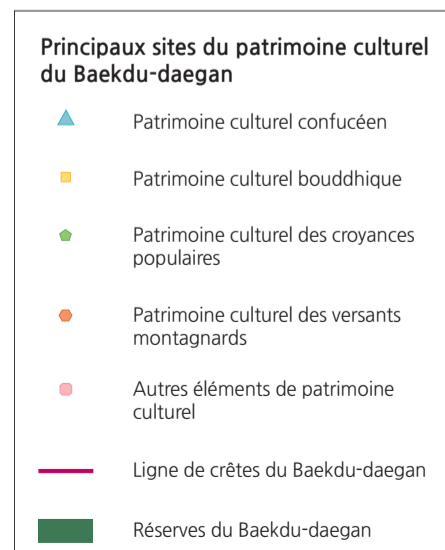 Principaux sites du patrimoine culturel
du Baekdu-daegan
Patrimoine culturel confucéen
Patrimoine culturel bouddhique
Patrimoine culturel des croyances
populaires
Patrimoine culturel des versants
montagnards
Autres éléments de patrimoine
culturel
Ligne de crêtes du Baekdu-daegan
Réserves du Baekdu-daegan